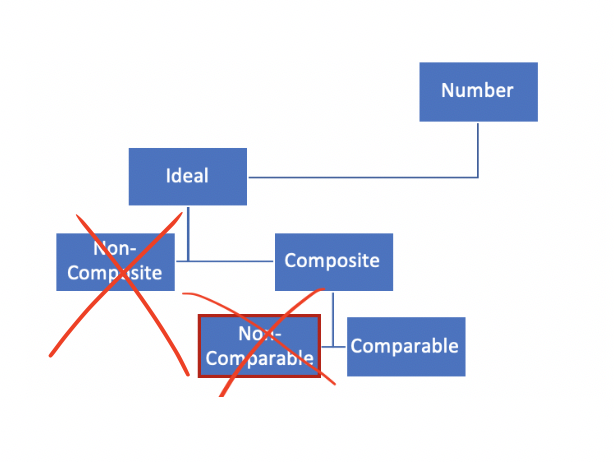 Number
Ideal
Non-
Composite
Composite
Non-
Comparable
Comparable